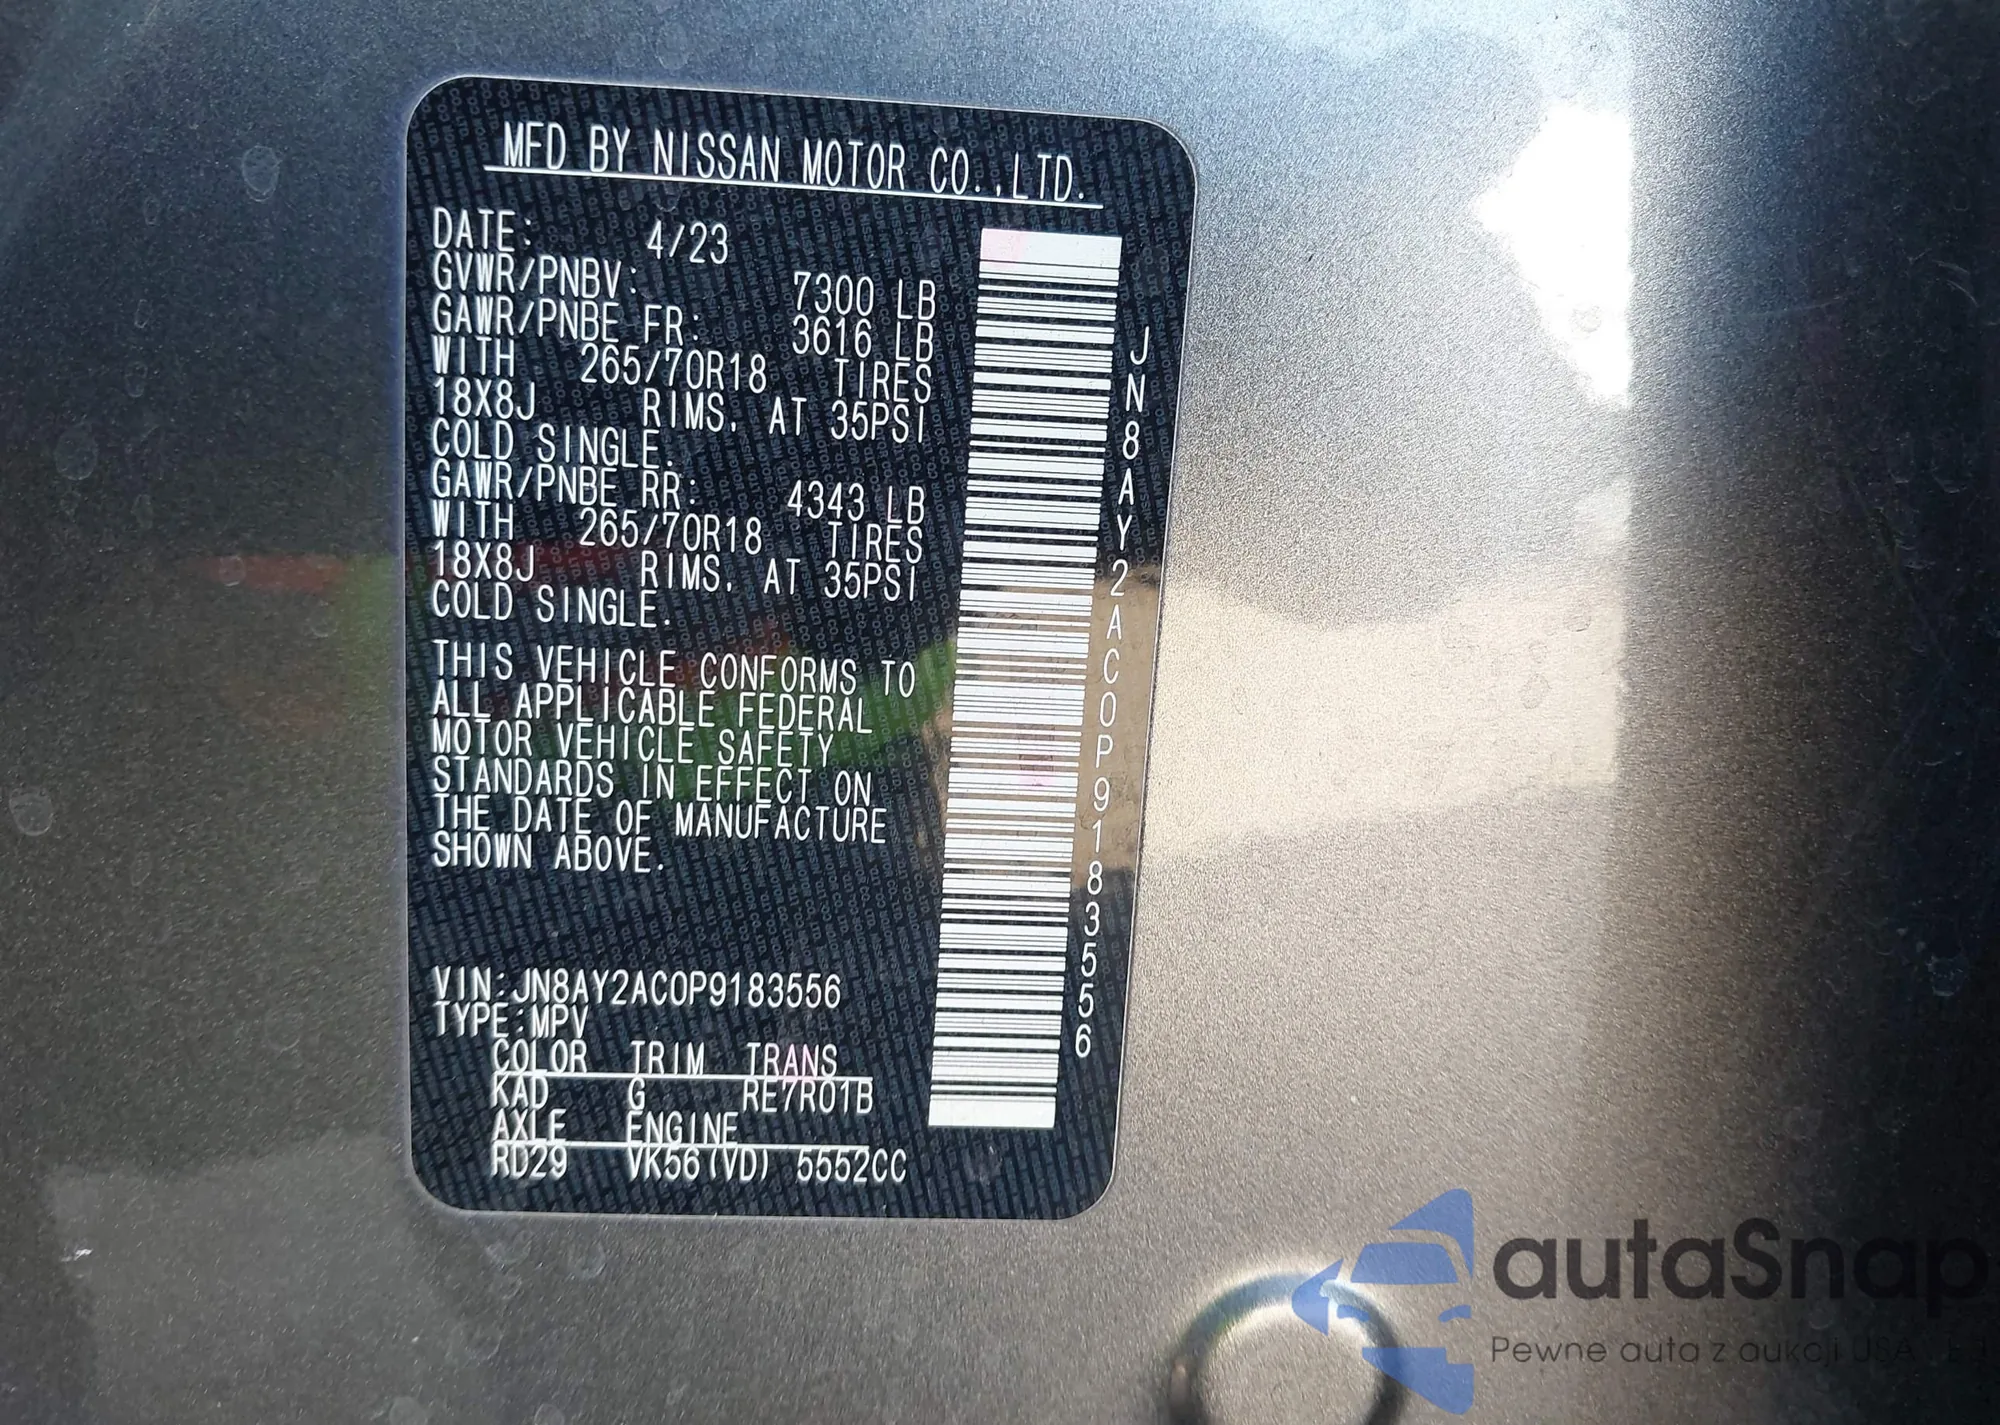 MFD BY NISSAN MOTOR CO.,LTD.
DATE: 4/23
GVWR/PNBV: 7300 LB
GAWR/PNBE FR: 3616 LB
WITH 265/70R18 TIRES
18X8J RIMS. AT 35PSI
COLD SINGLE.
GAWR/PNBE RR: 4343 LB
WITH 265/70R18 TIRES
18X8J RIMS. AT 35PSI
COLD SINGLE.
THIS VEHICLE CONFORMS TO
ALL APPLICABLE FEDERAL
MOTOR VEHICLE SAFETY
STANDARDS IN EFFECT ON
THE DATE OF MANUFACTURE
SHOWN ABOVE.
VIN:JN8AY2AC0P9183556
TYPE:MPV
COLOR TRIM TRANS
KAD G RE7R01B
AXLE ENGINE
RD29 VK56(VD) 5552CC
JN8AY2AC0P9183556
autaSnap
Pewne auta z aukcji USA